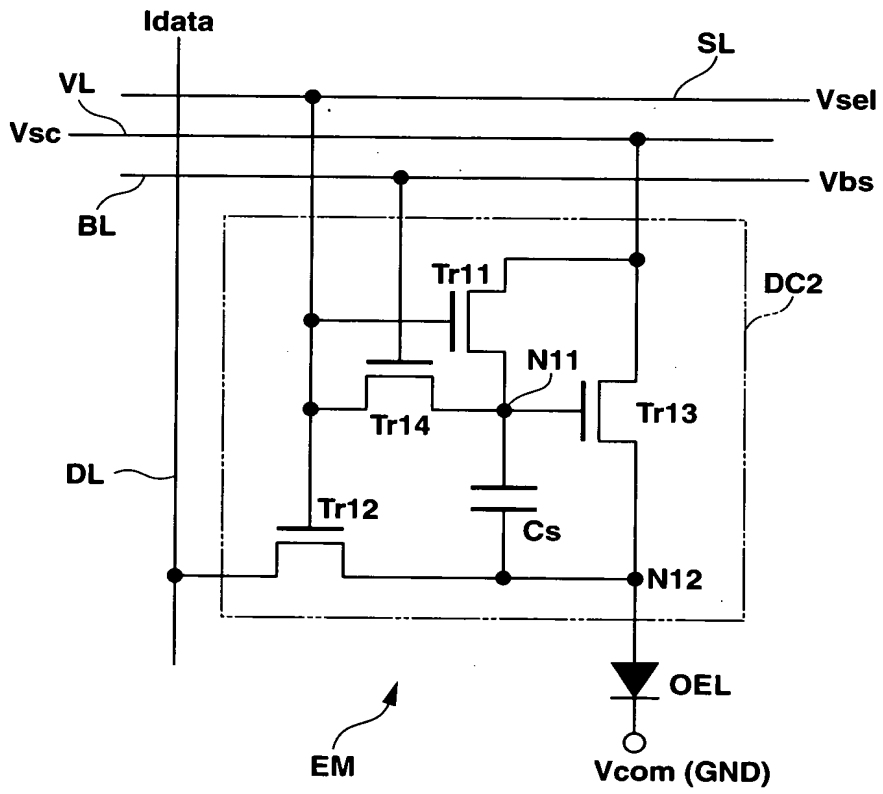 Idata
SL
VL
Vsel
Vsc
Vbs
BL
Tr11
DC2
N11
Tr13
Tr14
DL
Tr12
Cs
N12
OEL
EM
Vcom (GND)